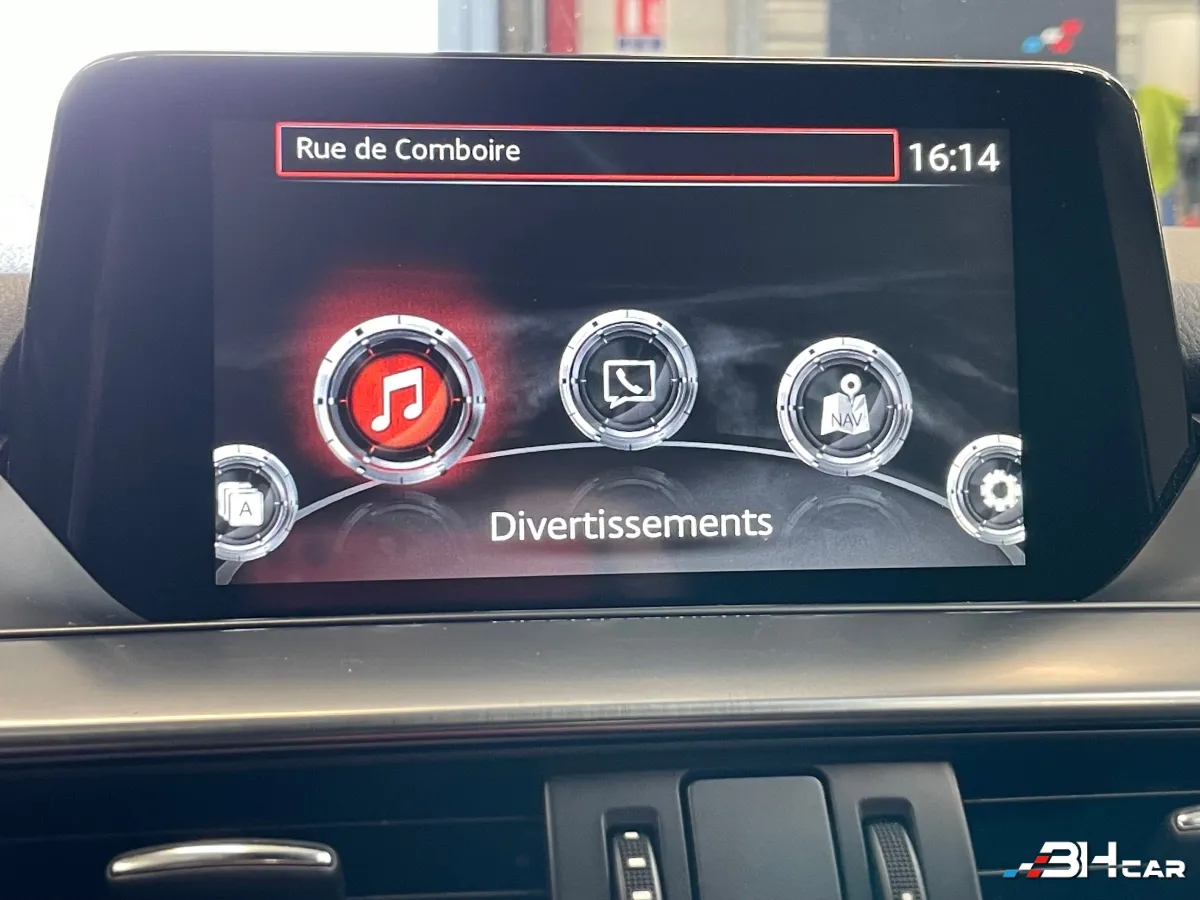 Rue de Comboire
16:14
NAV
A
Divertissements
BHCAR